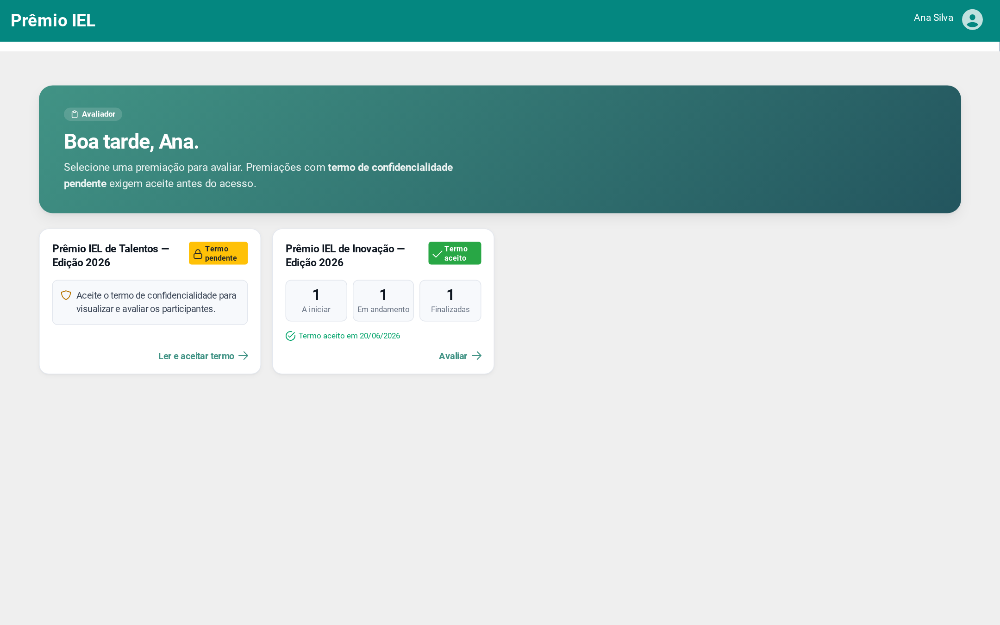 Prêmio IEL
Ana Silva
Avaliador
Boa tarde, Ana.
Selecione uma premiação para avaliar. Premiações com termo de confidencialidade
pendente exigem aceite antes do acesso.
Prêmio IEL de Talentos —
Edição 2026
Termo
pendente
Aceite o termo de confidencialidade para
visualizar e avaliar os participantes.
Ler e aceitar termo
Prêmio IEL de Inovação —
Edição 2026
Termo
aceito
1
A iniciar
1
Em andamento
1
Finalizadas
Termo aceito em 20/06/2026
Avaliar